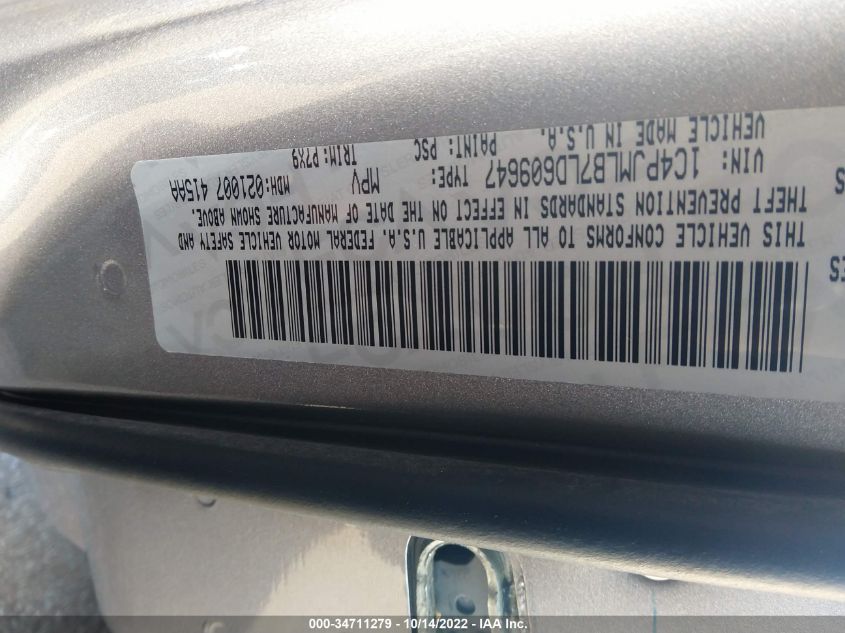 THIS VEHICLE CONFORMS TO ALL APPLICABLE U.S.A. FEDERAL MOTOR VEHICLE SAFETY AND
THEFT PREVENTION STANDARDS IN EFFECT ON THE DATE OF MANUFACTURE SHOWN ABOVE.
VIN: 1C4PJMLB7LD609647 TYPE: MPV MDH:021007 415AA
VEHICLE MADE IN U.S.A. PAINT: PSC TRIM: P7X9
000-34711279 | 10/14/2022 | IAAI.COM